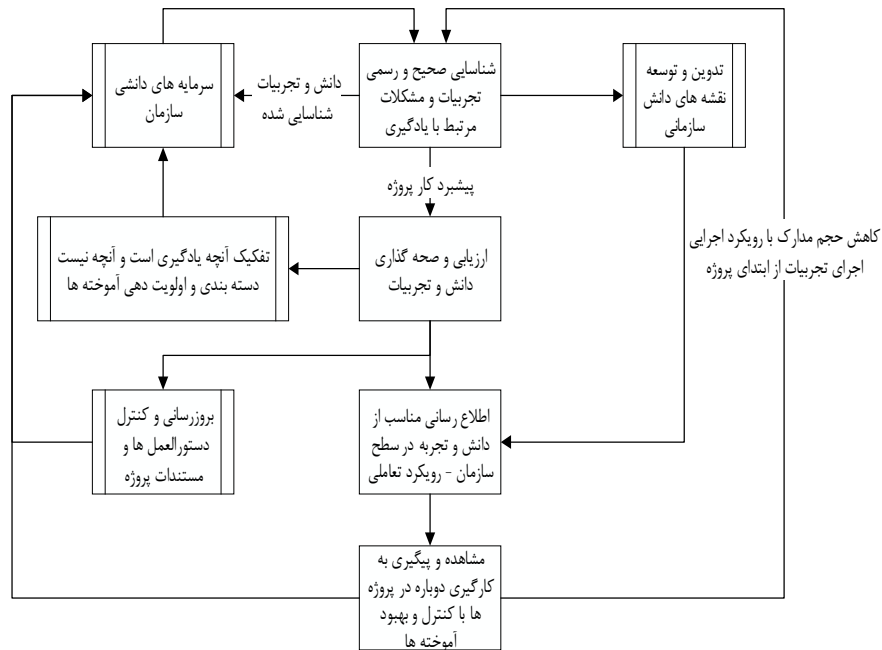 شناسایی صحیح و رسمی
تجربیات و مشکلات
مرتبط با یادگیری
تدوین و توسعه
نقشه های دانش
سازمانی
دانش و تجربیات
شناسایی شده
سرمایه های دانشی
سازمان
پیشبرد کار پروژه
کاهش حجم مدارک با رویکرد اجرایی
اجرای تجربیات از ابتدای پروژه
ارزیابی و صحه گذاری
دانش و تجربیات
تفکیک آنچه یادگیری است و آنچه نیست
دسته بندی و اولویت دهی آموخته ها
اطلاع رسانی مناسب از
دانش و تجربه در سطح
سازمان - رویکرد تعاملی
بروزرسانی و کنترل
دستورالعمل ها و
مستندات پروژه
مشاهده و پیگیری به
کارگیری دوباره در پروژه
ها با کنترل و بهبود
آموخته ها